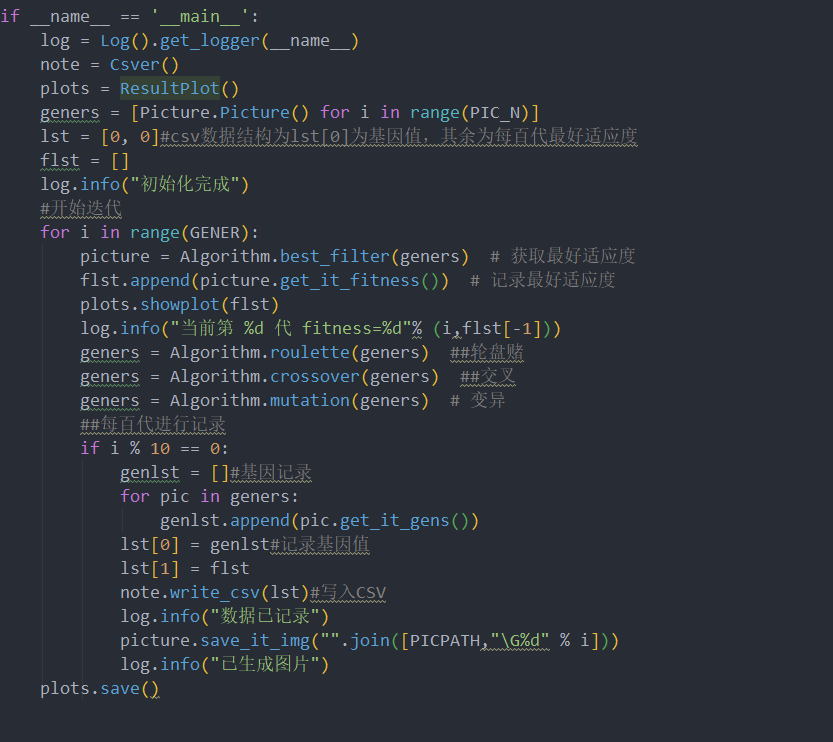 if __name__ == '__main__':
    log = Log().get_logger(__name__)
    note = Csver()
    plots = ResultPlot()
    geners = [Picture.Picture() for i in range(PIC_N)]
    lst = [0, 0]#csv数据结构为lst[0]为基因值，其余为每百代最好适应度
    flst = []
    log.info("初始化完成")
    #开始迭代
    for i in range(GENER):
        picture = Algorithm.best_filter(geners)  # 获取最好适应度
        flst.append(picture.get_it_fitness())  # 记录最好适应度
        plots.showplot(flst)
        log.info("当前第 %d 代 fitness=%d"% (i,flst[-1]))
        geners = Algorithm.roulette(geners)  ##轮盘赌
        geners = Algorithm.crossover(geners)  ##交叉
        geners = Algorithm.mutation(geners)  # 变异
        ##每百代进行记录
        if i % 10 == 0:
            genlst = []#基因记录
            for pic in geners:
                genlst.append(pic.get_it_gens())
            lst[0] = genlst#记录基因值
            lst[1] = flst
            note.write_csv(lst)#写入CSV
            log.info("数据已记录")
            picture.save_it_img("".join([PICPATH,"\G%d" % i]))
            log.info("已生成图片")
    plots.save()